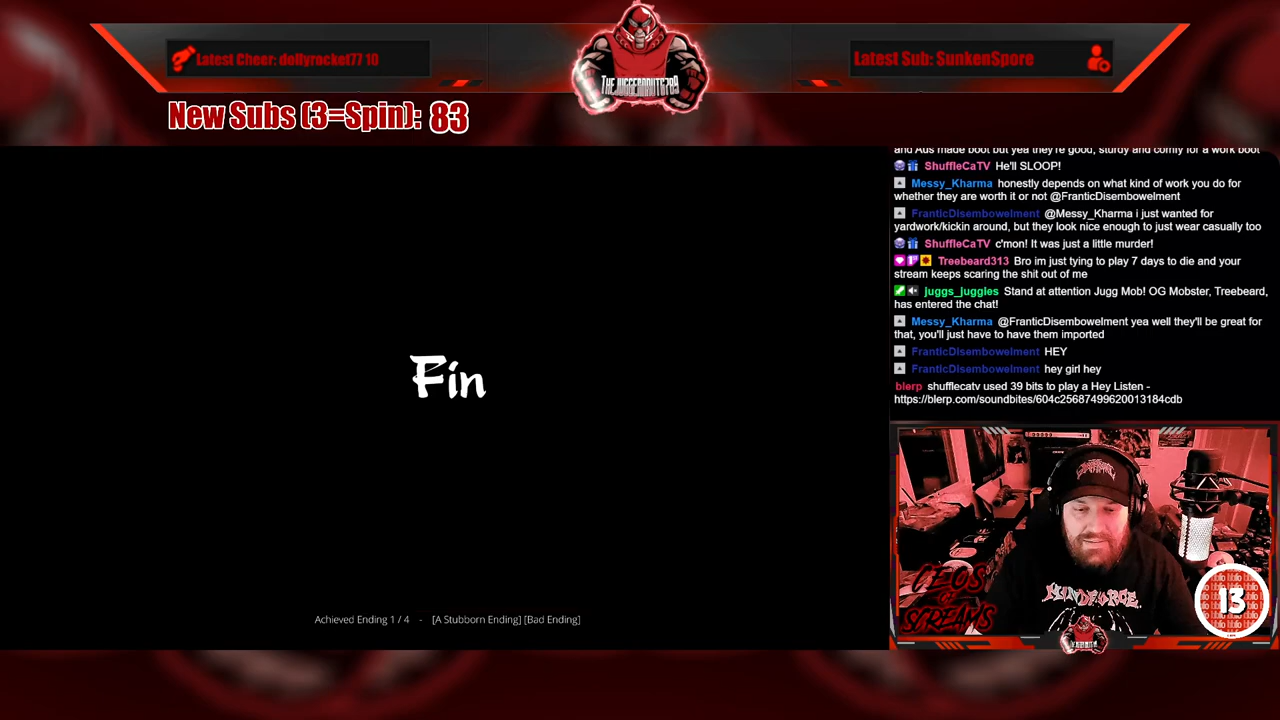 Latest Cheer: dollyrocket77 10
THEJUGGERNAUT6789
Latest Sub: SunkenSpore
New Subs (3=Spin): 83
and Aus made boot but yea they're good, sturdy and comfy for a work boot
ShuffleCaTV He'll SLOOP!
Messy_Kharma honestly depends on what kind of work you do for
whether they are worth it or not @FranticDisembowelment
FranticDisembowelment @Messy_Kharma i just wanted for
yardwork/kickin around, but they look nice enough to just wear casually too
ShuffleCaTV c'mon! It was just a little murder!
Treebeard313 Bro im just tying to play 7 days to die and your
stream keeps scaring the shit out of me
juggs_juggles Stand at attention Jugg Mob! OG Mobster, Treebeard,
has entered the chat!
Messy_Kharma @FranticDisembowelment yea well they'll be great for
that, you'll just have to have them imported
FranticDisembowelment HEY
FranticDisembowelment hey girl hey
blerp shufflecatv used 39 bits to play a Hey Listen -
https://blerp.com/soundbites/604c25687499620013184cdb
Fin
Achieved Ending 1 / 4 - [A Stubborn Ending] [Bad Ending]
CEOS
OF
SCREAMS
MINDFORCE
13